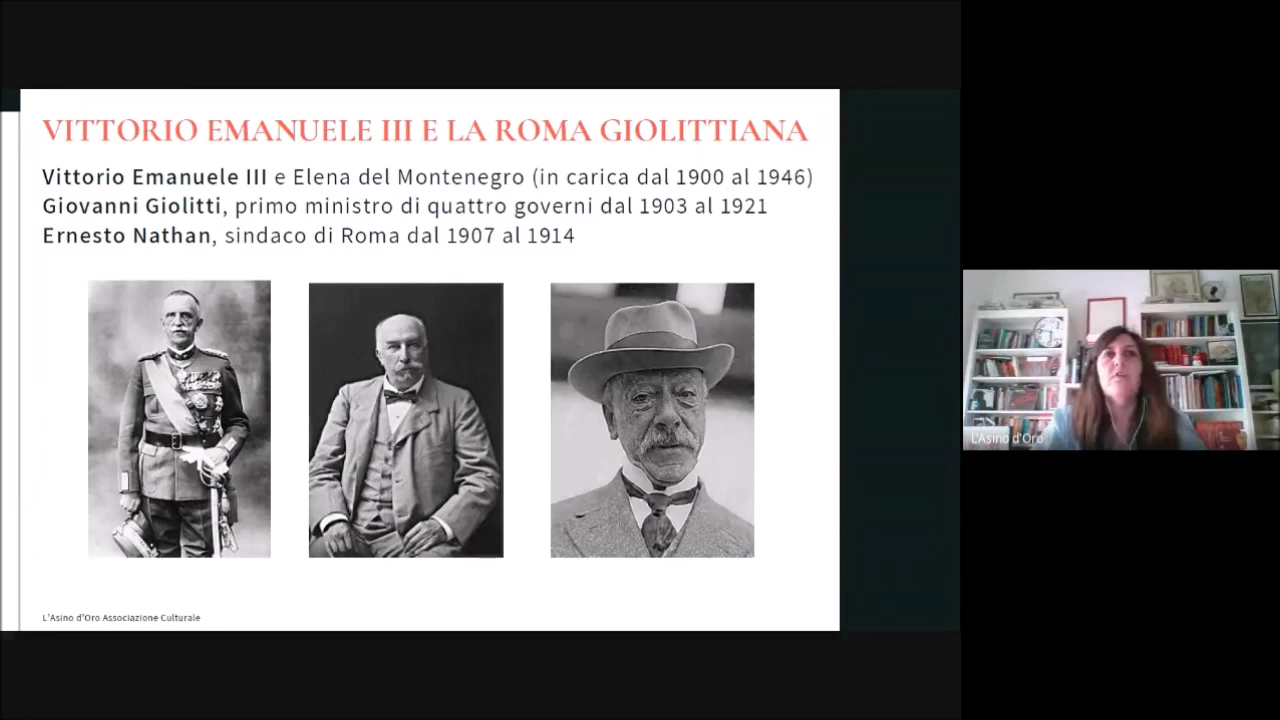 VITTORIO EMANUELE III E LA ROMA GIOLITTIANA
Vittorio Emanuele III e Elena del Montenegro (in carica dal 1900 al 1946)
Giovanni Giolitti, primo ministro di quattro governi dal 1903 al 1921
Ernesto Nathan, sindaco di Roma dal 1907 al 1914
L'Asino d'Oro Associazione Culturale
L'Asino d'Oro